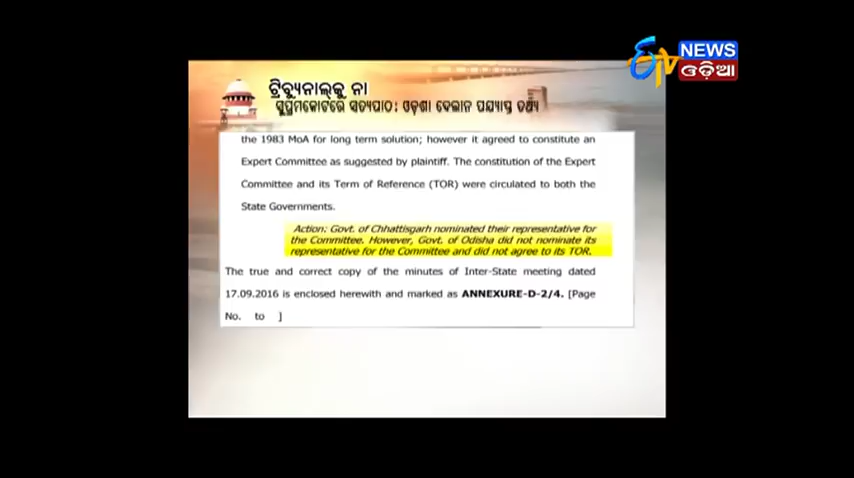 ETV NEWS
ଓଡ଼ିଆ
ଟ୍ରିବ୍ୟୁନାଲ୍‌କୁ ନା
ସୁପ୍ରିମକୋର୍ଟରେ ସତ୍ୟପାଠ: ଓଡ଼ିଶା ଦେଲାନି ପର୍ଯ୍ୟାପ୍ତ ତଥ୍ୟ
the 1983 MoA for long term solution; however it agreed to constitute an
Expert Committee as suggested by plaintiff. The constitution of the Expert
Committee and its Term of Reference (TOR) were circulated to both the
State Governments.
Action: Govt. of Chhattisgarh nominated their representative for
the Committee. However, Govt. of Odisha did not nominate its
representative for the Committee and did not agree to its TOR.
The true and correct copy of the minutes of Inter-State meeting dated
17.09.2016 is enclosed herewith and marked as ANNEXURE-D-2/4. [Page
No. to ]